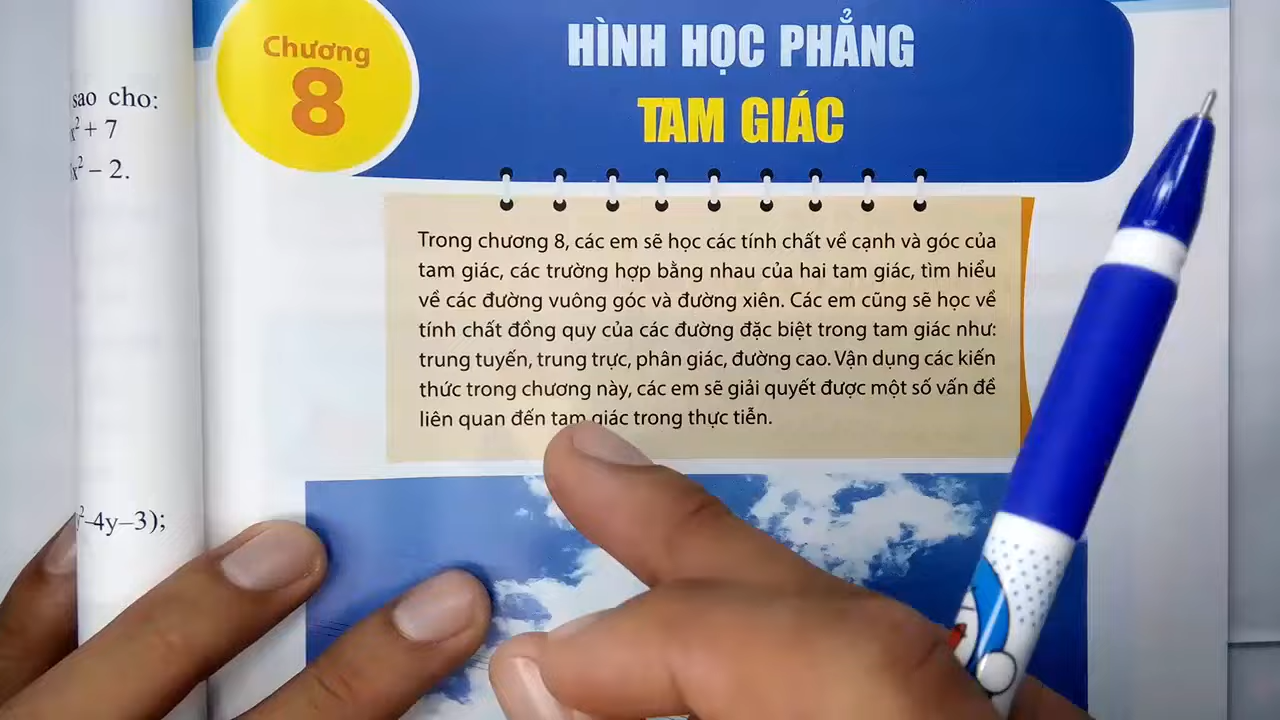 sao cho:
x² + 7
x² – 2.
²–4y–3);
Chương
8
HÌNH HỌC PHẲNG
TAM GIÁC
Trong chương 8, các em sẽ học các tính chất về cạnh và góc của
tam giác, các trường hợp bằng nhau của hai tam giác, tìm hiểu
về các đường vuông góc và đường xiên. Các em cũng sẽ học về
tính chất đồng quy của các đường đặc biệt trong tam giác như:
trung tuyến, trung trực, phân giác, đường cao. Vận dụng các kiến
thức trong chương này, các em sẽ giải quyết được một số vấn đề
liên quan đến tam giác trong thực tiễn.